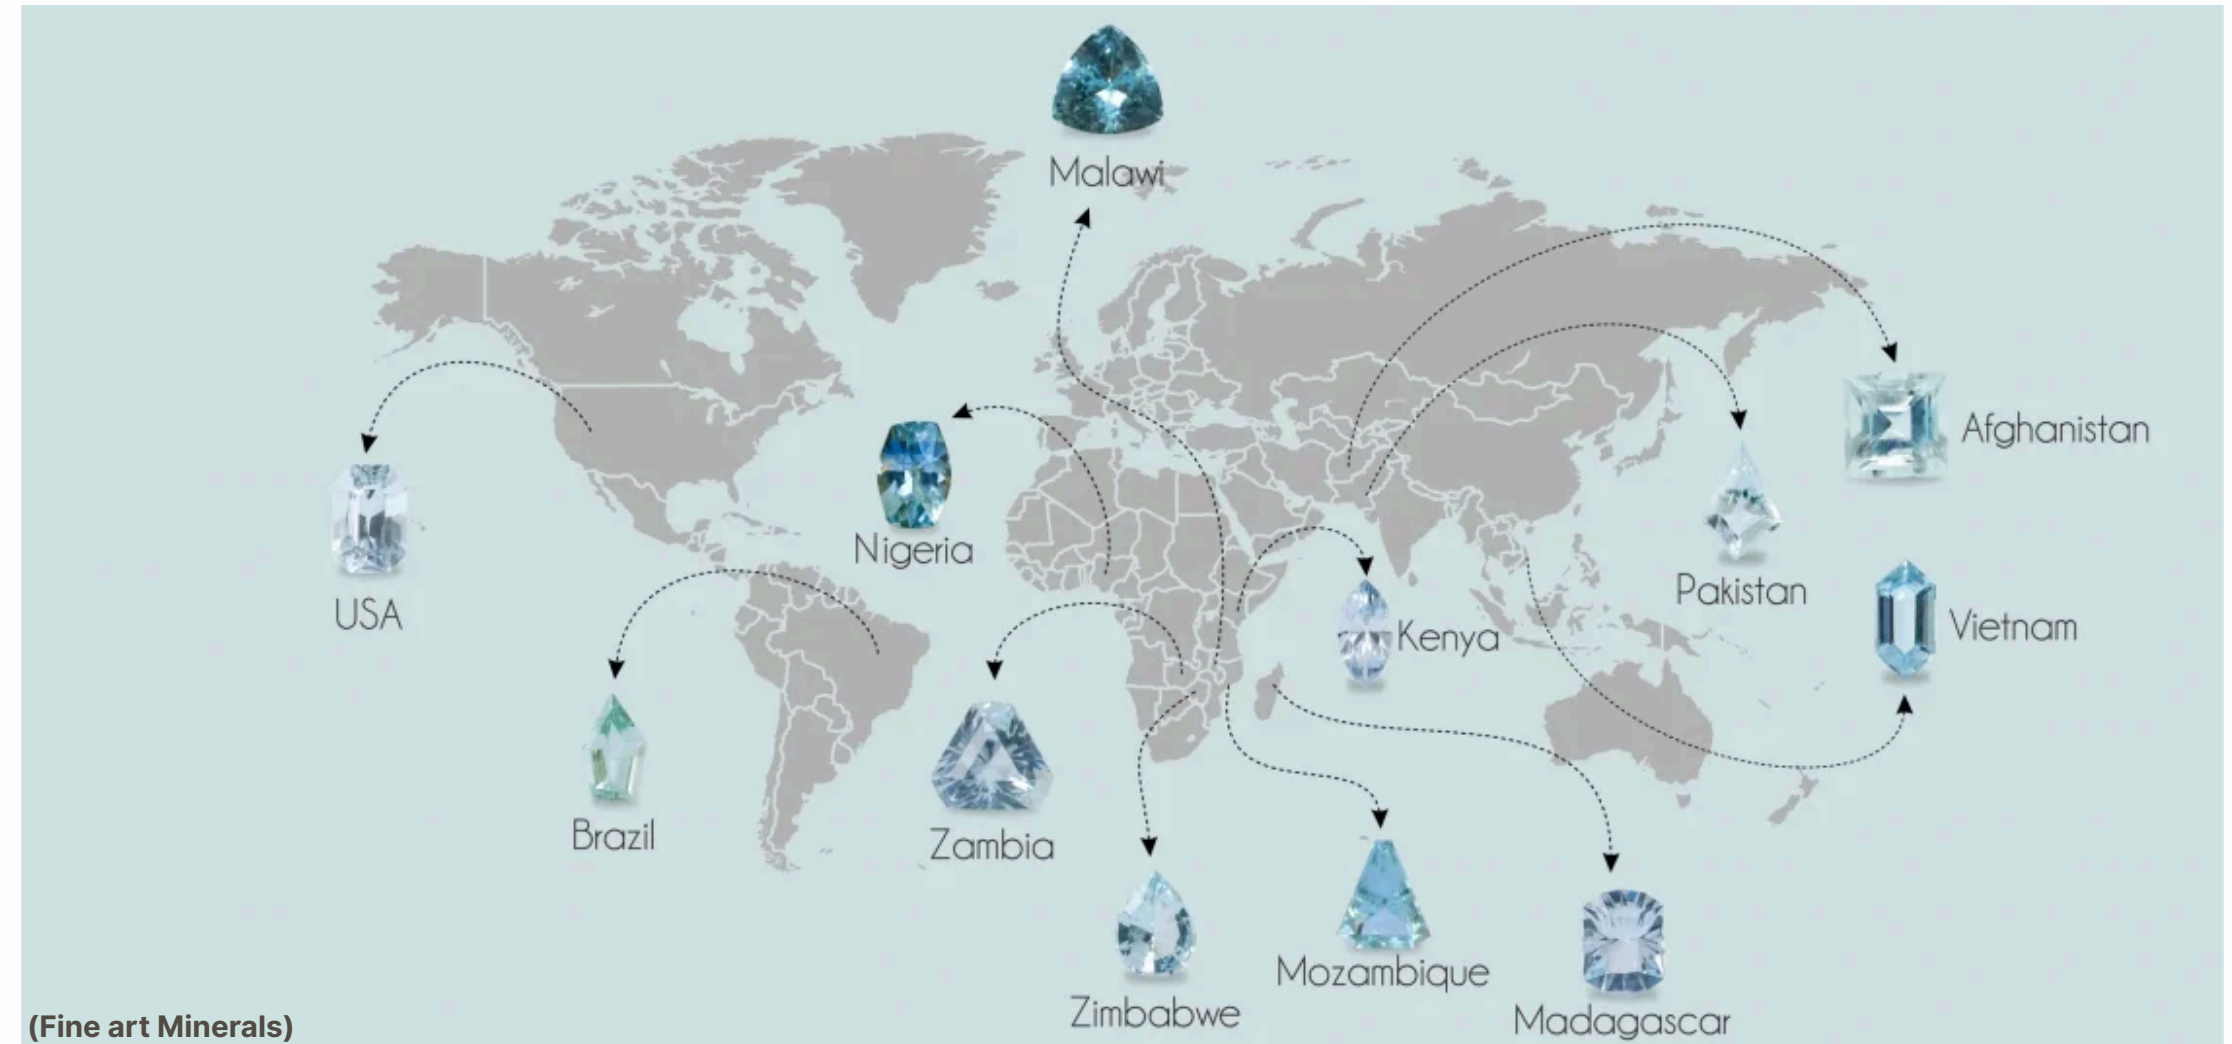 Malawi
Afghanistan
Nigeria
USA
Pakistan
Vietnam
Kenya
Brazil
Zambia
Mozambique
Zimbabwe
Madagascar
(Fine art Minerals)